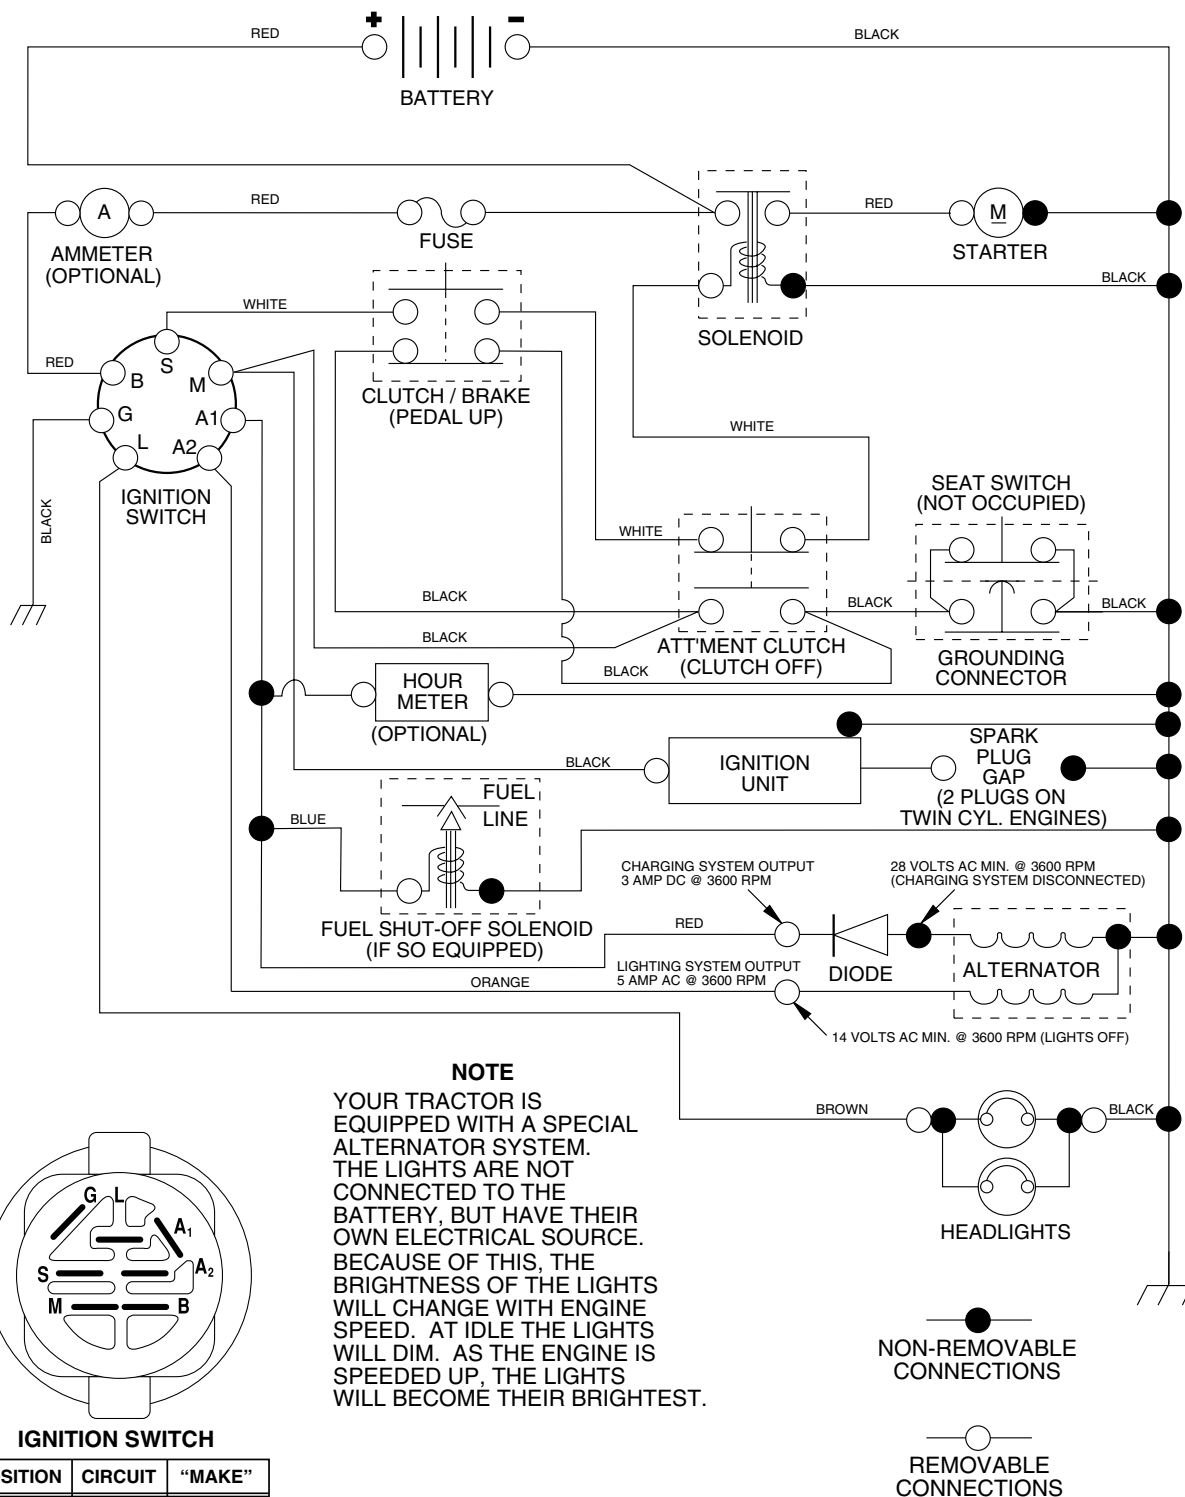 + -
RED
BLACK
BATTERY
RED
A
AMMETER
(OPTIONAL)
FUSE
SOLENOID
RED
M
STARTER
BLACK
WHITE
CLUTCH / BRAKE
(PEDAL UP)
RED
S
B
M
G
A1
L
A2
IGNITION
SWITCH
BLACK
WHITE
SEAT SWITCH
(NOT OCCUPIED)
WHITE
BLACK
BLACK
BLACK
BLACK
ATT'MENT CLUTCH
(CLUTCH OFF)
BLACK
GROUNDING
CONNECTOR
HOUR
METER
(OPTIONAL)
BLACK
IGNITION
UNIT
SPARK
PLUG
GAP
(2 PLUGS ON
TWIN CYL. ENGINES)
FUEL
LINE
BLUE
FUEL SHUT-OFF SOLENOID
(IF SO EQUIPPED)
CHARGING SYSTEM OUTPUT
3 AMP DC @ 3600 RPM
28 VOLTS AC MIN. @ 3600 RPM
(CHARGING SYSTEM DISCONNECTED)
RED
DIODE
ALTERNATOR
LIGHTING SYSTEM OUTPUT
5 AMP AC @ 3600 RPM
ORANGE
14 VOLTS AC MIN. @ 3600 RPM (LIGHTS OFF)
BROWN
BLACK
HEADLIGHTS
NOTE
YOUR TRACTOR IS
EQUIPPED WITH A SPECIAL
ALTERNATOR SYSTEM.
THE LIGHTS ARE NOT
CONNECTED TO THE
BATTERY, BUT HAVE THEIR
OWN ELECTRICAL SOURCE.
BECAUSE OF THIS, THE
BRIGHTNESS OF THE LIGHTS
WILL CHANGE WITH ENGINE
SPEED. AT IDLE THE LIGHTS
WILL DIM. AS THE ENGINE IS
SPEEDED UP, THE LIGHTS
WILL BECOME THEIR BRIGHTEST.
G L
A1
A2
S
M
B
IGNITION SWITCH
SITION CIRCUIT “MAKE”
NON-REMOVABLE
CONNECTIONS
REMOVABLE
CONNECTIONS